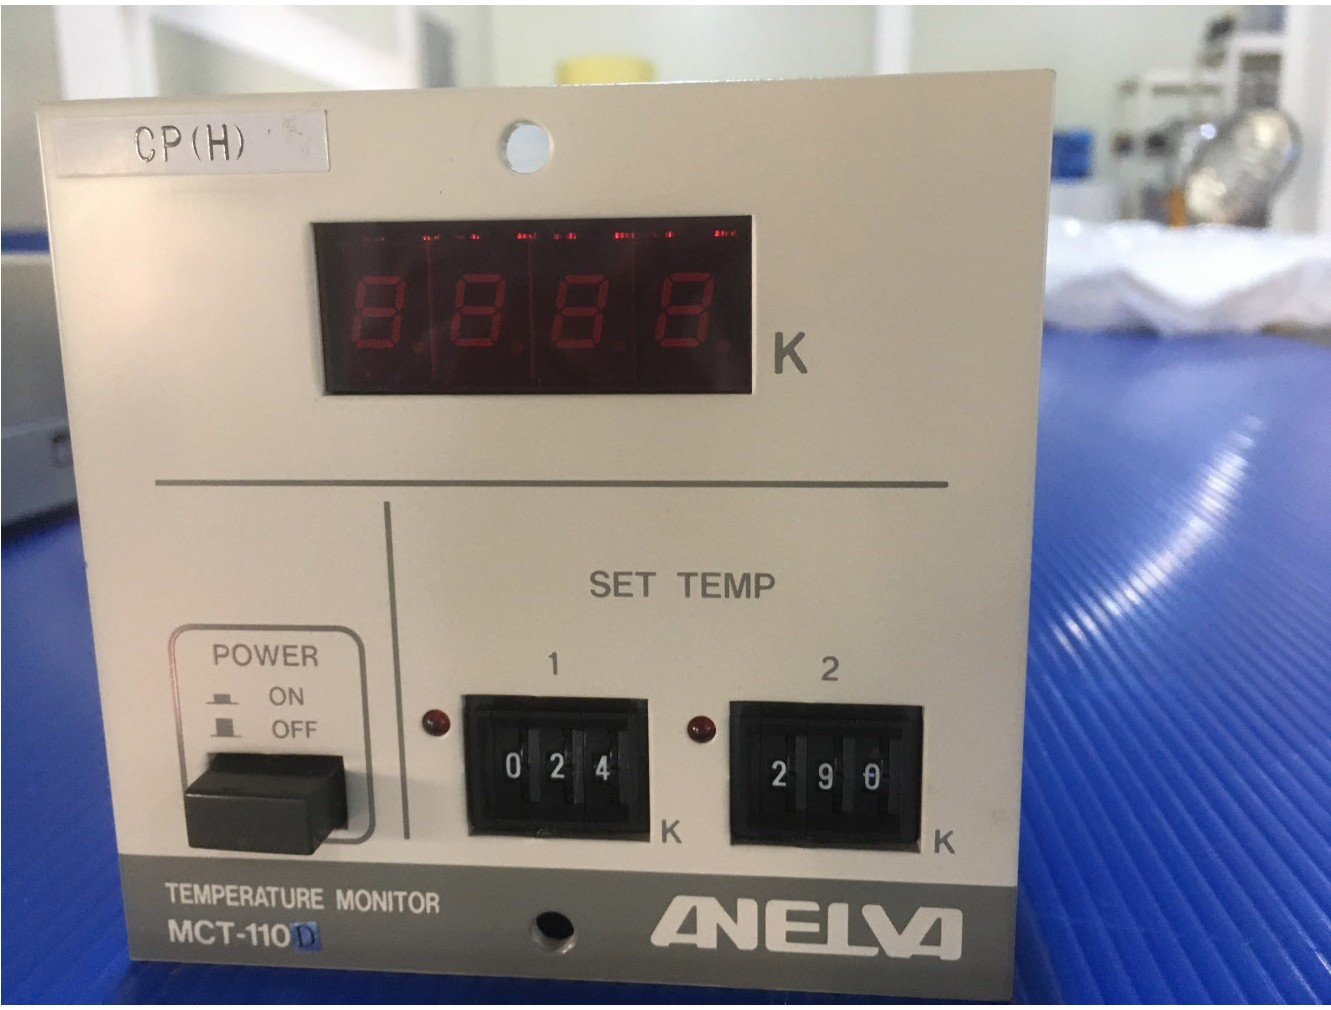 CP(H)
K
SET TEMP
POWER
ON
OFF
1
2
024
K
290
K
TEMPERATURE MONITOR
MCT-110D
ANELVA